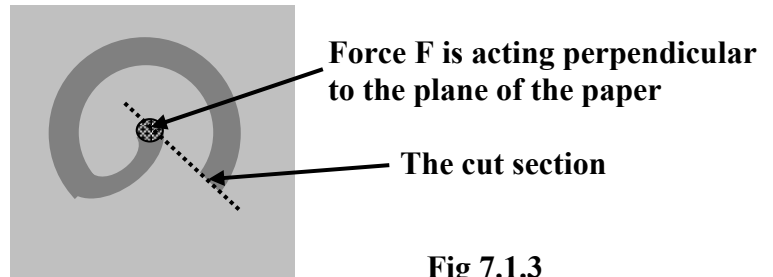 Force F is acting perpendicular
to the plane of the paper
The cut section
Fig 7.1.3